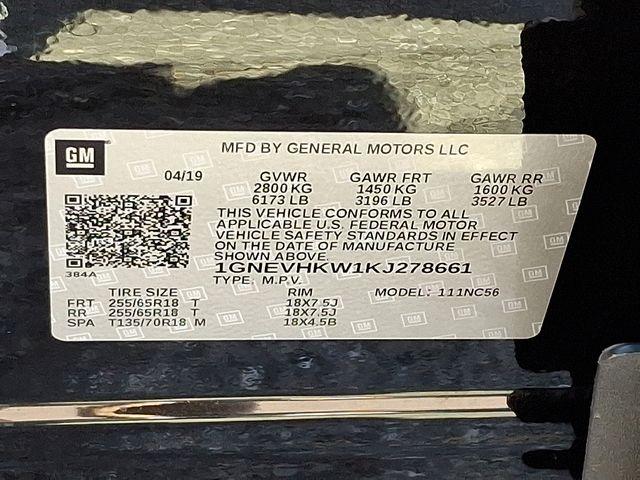 GM
MFD BY GENERAL MOTORS LLC
04/19 GVWR GAWR FRT GAWR RR
2800 KG 1450 KG 1600 KG
6173 LB 3196 LB 3527 LB
THIS VEHICLE CONFORMS TO ALL
APPLICABLE U.S. FEDERAL MOTOR
VEHICLE SAFETY STANDARDS IN EFFECT
ON THE DATE OF MANUFACTURE
SHOWN ABOVE.
384A
1GNEVHKW1KJ278661
TYPE: M.P.V.
TIRE SIZE RIM MODEL: 111NC56
FRT 255/65R18 T 18X7.5J
RR 255/65R18 T 18X7.5J
SPA T135/70R18 M 18X4.5B